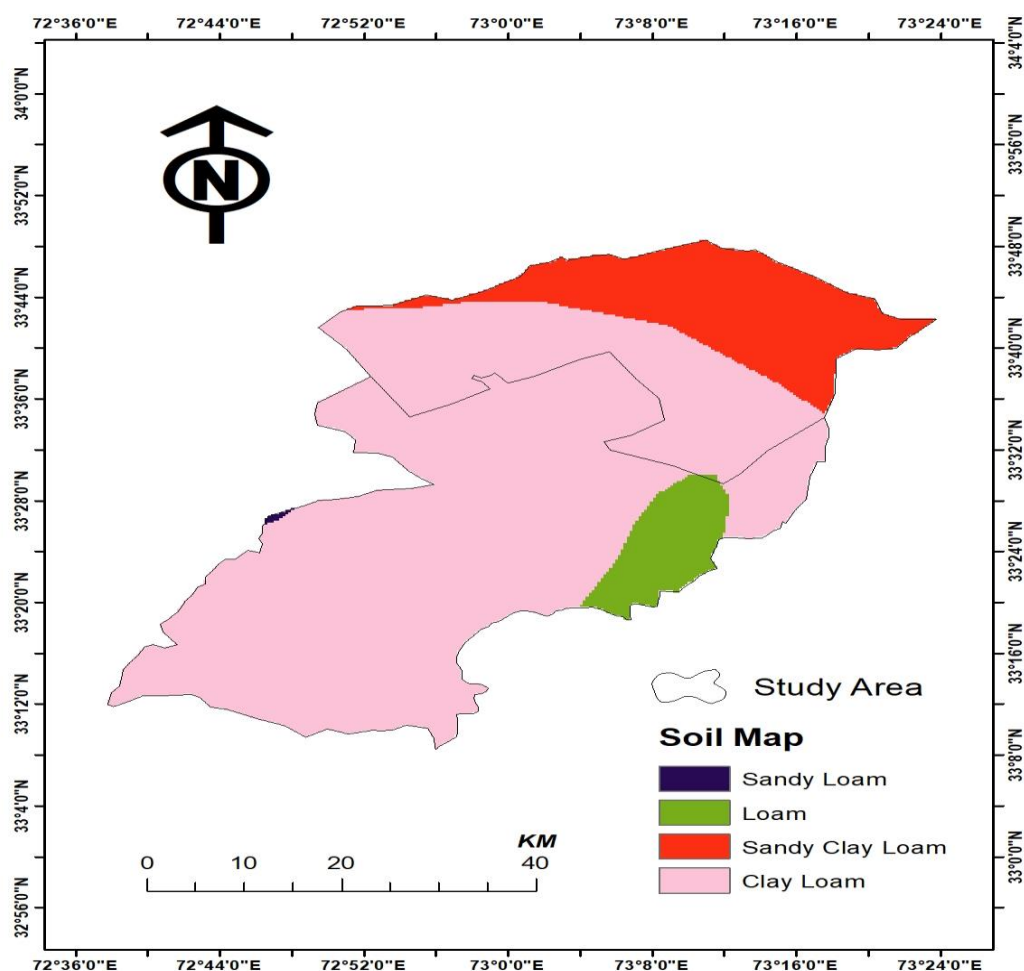 72°36'0"E 72°44'0"E 72°52'0"E 73°0'0"E 73°8'0"E 73°16'0"E 73°24'0"E
34°0'0"N
33°52'0"N
33°44'0"N
33°36'0"N
33°28'0"N
33°20'0"N
33°12'0"N
33°4'0"N
32°56'0"N
N
34°4'0"N
33°56'0"N
33°48'0"N
33°40'0"N
33°32'0"N
33°24'0"N
33°16'0"N
33°8'0"N
33°0'0"N
Study Area
Soil Map
Sandy Loam
Loam
Sandy Clay Loam
Clay Loam
KM
0 10 20 40
72°36'0"E 72°44'0"E 72°52'0"E 73°0'0"E 73°8'0"E 73°16'0"E 73°24'0"E